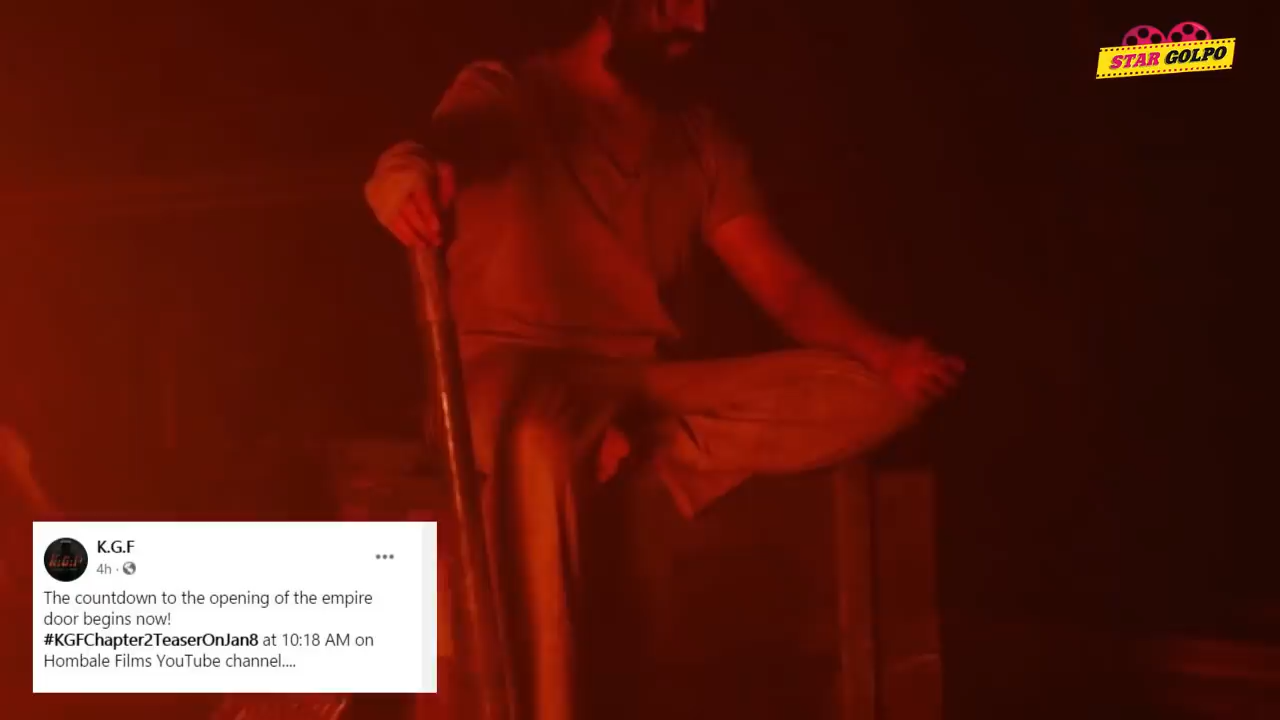 STAR GOLPO
K.G.F
4h ·
The countdown to the opening of the empire
door begins now!
#KGFChapter2TeaserOnJan8 at 10:18 AM on
Hombale Films YouTube channel....